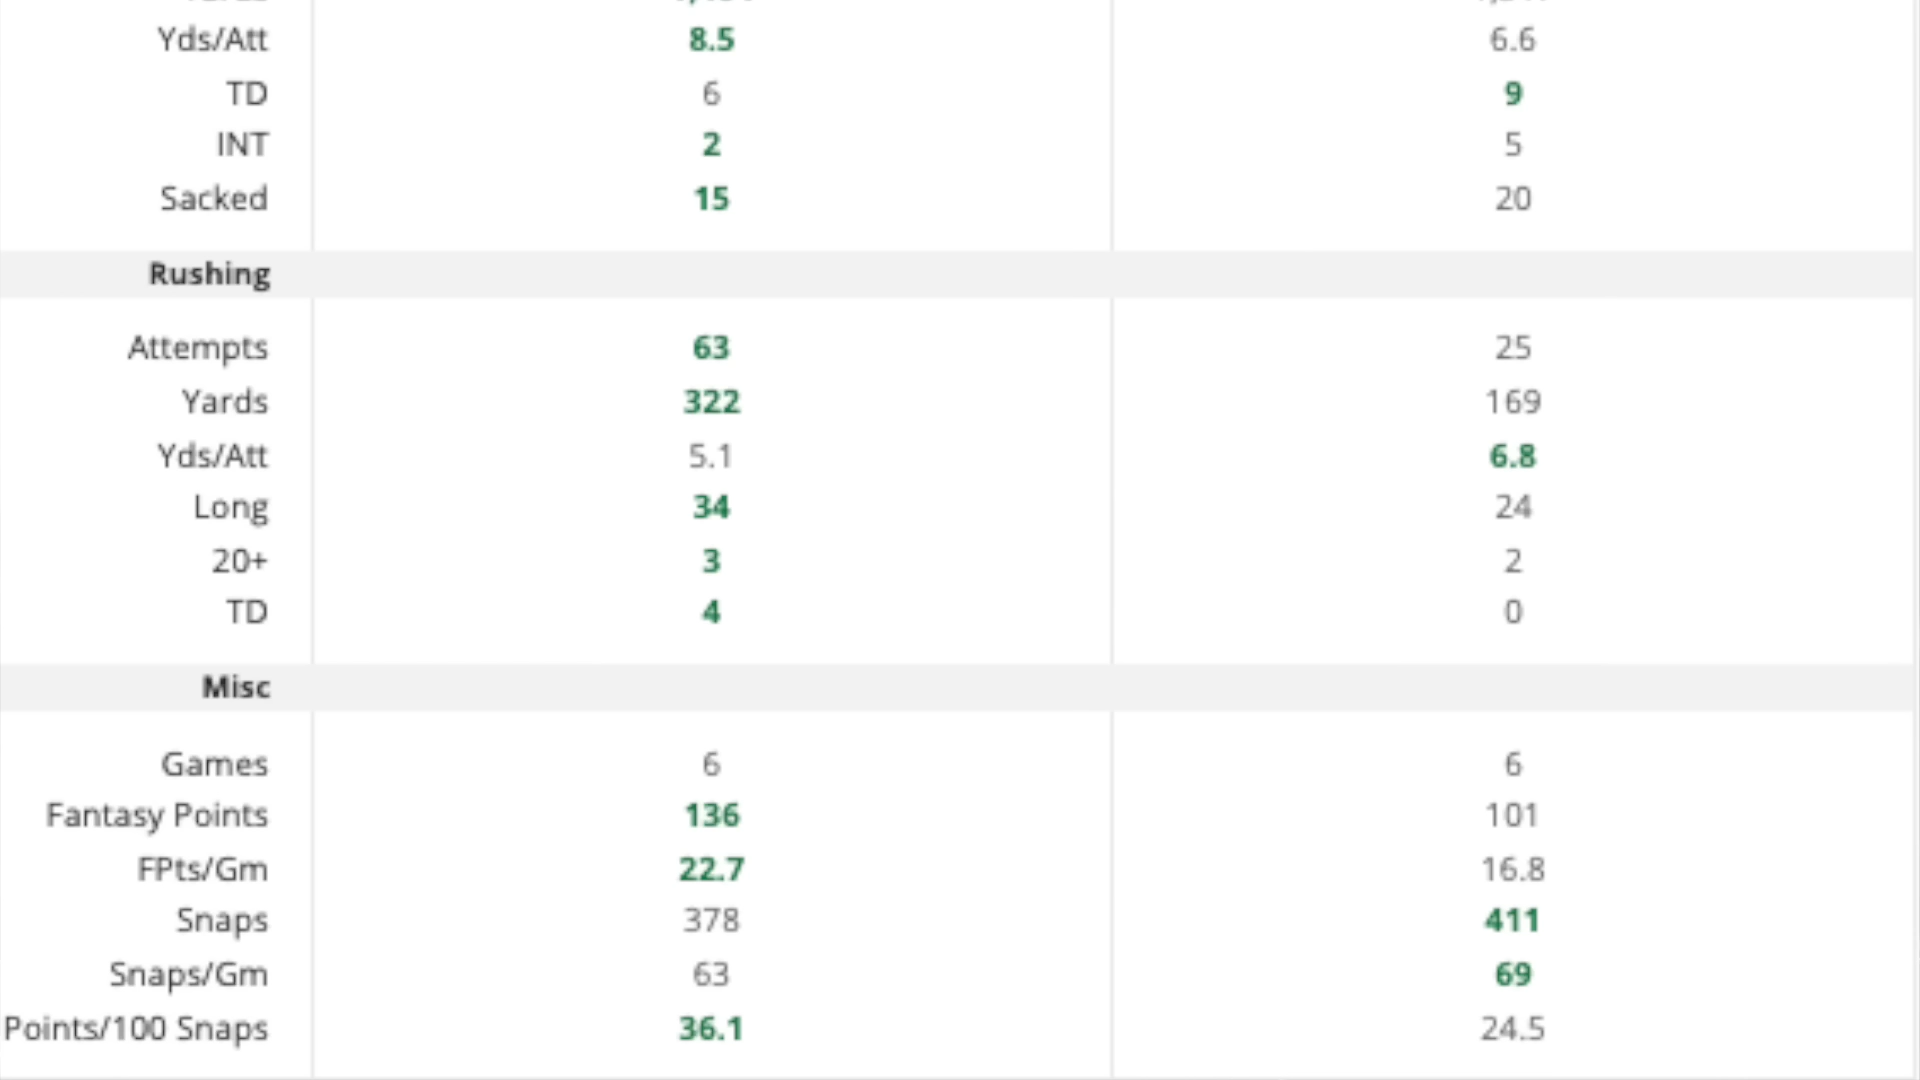 Yds/Att 8.5 6.6
TD 6 9
INT 2 5
Sacked 15 20
Rushing
Attempts 63 25
Yards 322 169
Yds/Att 5.1 6.8
Long 34 24
20+ 3 2
TD 4 0
Misc
Games 6 6
Fantasy Points 136 101
FPts/Gm 22.7 16.8
Snaps 378 411
Snaps/Gm 63 69
Points/100 Snaps 36.1 24.5